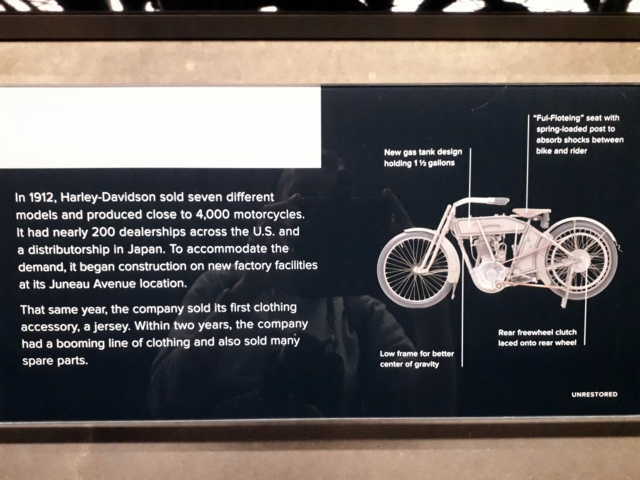 In 1912, Harley-Davidson sold seven different
models and produced close to 4,000 motorcycles.
It had nearly 200 dealerships across the U.S. and
a distributorship in Japan. To accommodate the
demand, it began construction on new factory facilities
at its Juneau Avenue location.
That same year, the company sold its first clothing
accessory, a jersey. Within two years, the company
had a booming line of clothing and also sold many
spare parts.
New gas tank design
holding 1 ½ gallons
"Ful-Floteing" seat with
spring-loaded post to
absorb shocks between
bike and rider
Low frame for better
center of gravity
Rear freewheel clutch
laced onto rear wheel
UNRESTORED